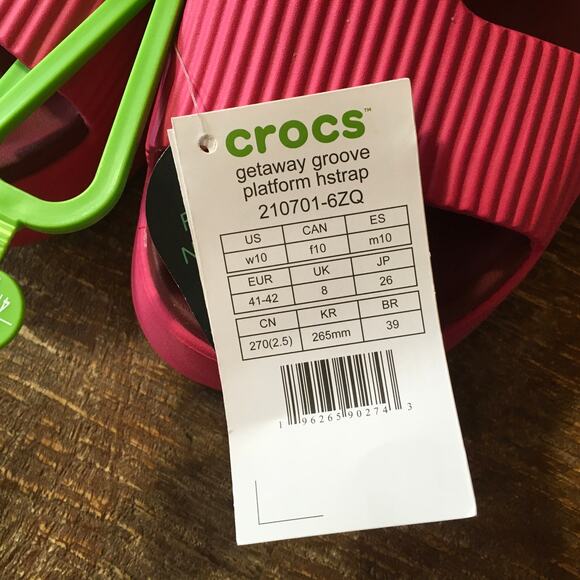 crocs™
getaway groove
platform hstrap
210701-6ZQ
US CAN ES
w10 f10 m10
EUR UK JP
41-42 8 26
CN KR BR
270(2.5) 265mm 39
1 96265 90274 3